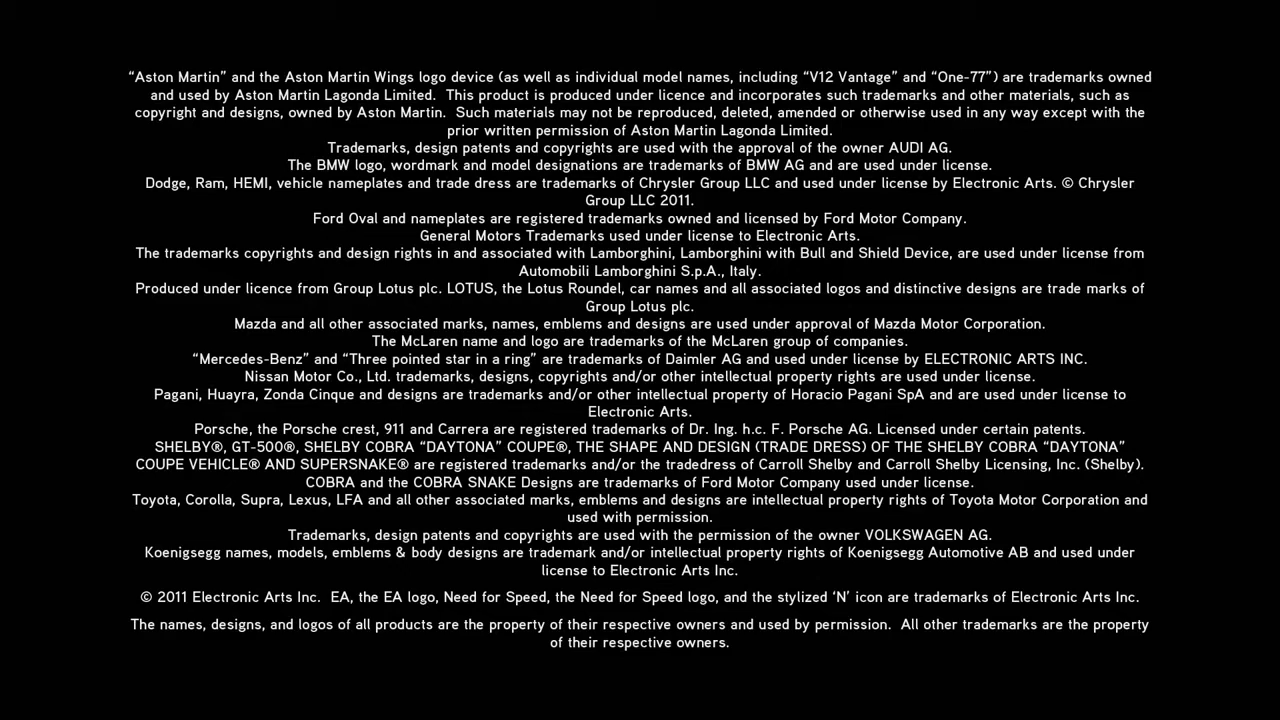 “Aston Martin” and the Aston Martin Wings logo device (as well as individual model names, including “V12 Vantage” and “One-77”) are trademarks owned
and used by Aston Martin Lagonda Limited.  This product is produced under licence and incorporates such trademarks and other materials, such as
copyright and designs, owned by Aston Martin.  Such materials may not be reproduced, deleted, amended or otherwise used in any way except with the
prior written permission of Aston Martin Lagonda Limited.
Trademarks, design patents and copyrights are used with the approval of the owner AUDI AG.
The BMW logo, wordmark and model designations are trademarks of BMW AG and are used under license.
Dodge, Ram, HEMI, vehicle nameplates and trade dress are trademarks of Chrysler Group LLC and used under license by Electronic Arts. © Chrysler
Group LLC 2011.
Ford Oval and nameplates are registered trademarks owned and licensed by Ford Motor Company.
General Motors Trademarks used under license to Electronic Arts.
The trademarks copyrights and design rights in and associated with Lamborghini, Lamborghini with Bull and Shield Device, are used under license from
Automobili Lamborghini S.p.A., Italy.
Produced under licence from Group Lotus plc. LOTUS, the Lotus Roundel, car names and all associated logos and distinctive designs are trade marks of
Group Lotus plc.
Mazda and all other associated marks, names, emblems and designs are used under approval of Mazda Motor Corporation.
The McLaren name and logo are trademarks of the McLaren group of companies.
“Mercedes-Benz” and “Three pointed star in a ring” are trademarks of Daimler AG and used under license by ELECTRONIC ARTS INC.
Nissan Motor Co., Ltd. trademarks, designs, copyrights and/or other intellectual property rights are used under license.
Pagani, Huayra, Zonda Cinque and designs are trademarks and/or other intellectual property of Horacio Pagani SpA and are used under license to
Electronic Arts.
Porsche, the Porsche crest, 911 and Carrera are registered trademarks of Dr. Ing. h.c. F. Porsche AG. Licensed under certain patents.
SHELBY®, GT-500®, SHELBY COBRA “DAYTONA” COUPE®, THE SHAPE AND DESIGN (TRADE DRESS) OF THE SHELBY COBRA “DAYTONA”
COUPE VEHICLE® AND SUPERSNAKE® are registered trademarks and/or the tradedress of Carroll Shelby and Carroll Shelby Licensing, Inc. (Shelby).
COBRA and the COBRA SNAKE Designs are trademarks of Ford Motor Company used under license.
Toyota, Corolla, Supra, Lexus, LFA and all other associated marks, emblems and designs are intellectual property rights of Toyota Motor Corporation and
used with permission.
Trademarks, design patents and copyrights are used with the permission of the owner VOLKSWAGEN AG.
Koenigsegg names, models, emblems & body designs are trademark and/or intellectual property rights of Koenigsegg Automotive AB and used under
license to Electronic Arts Inc.
© 2011 Electronic Arts Inc.  EA, the EA logo, Need for Speed, the Need for Speed logo, and the stylized ‘N’ icon are trademarks of Electronic Arts Inc.
The names, designs, and logos of all products are the property of their respective owners and used by permission.  All other trademarks are the property
of their respective owners.